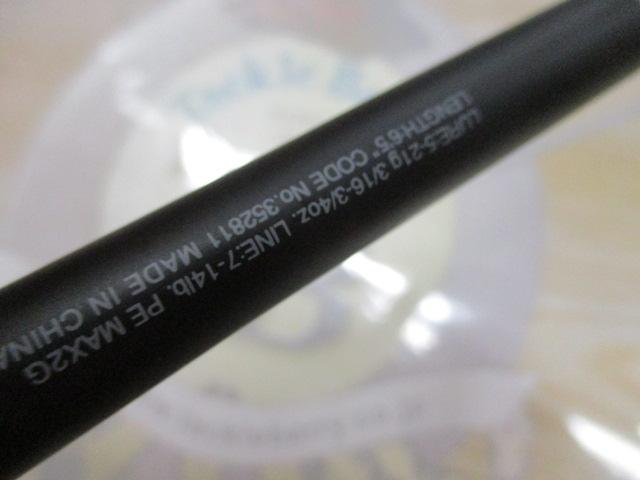 LURE:5-21g 3/16-3/4oz. LINE:7-14lb. PE MAX2G
LENGTH:6'5" CODE No.352811 MADE IN CHINA
Tackle